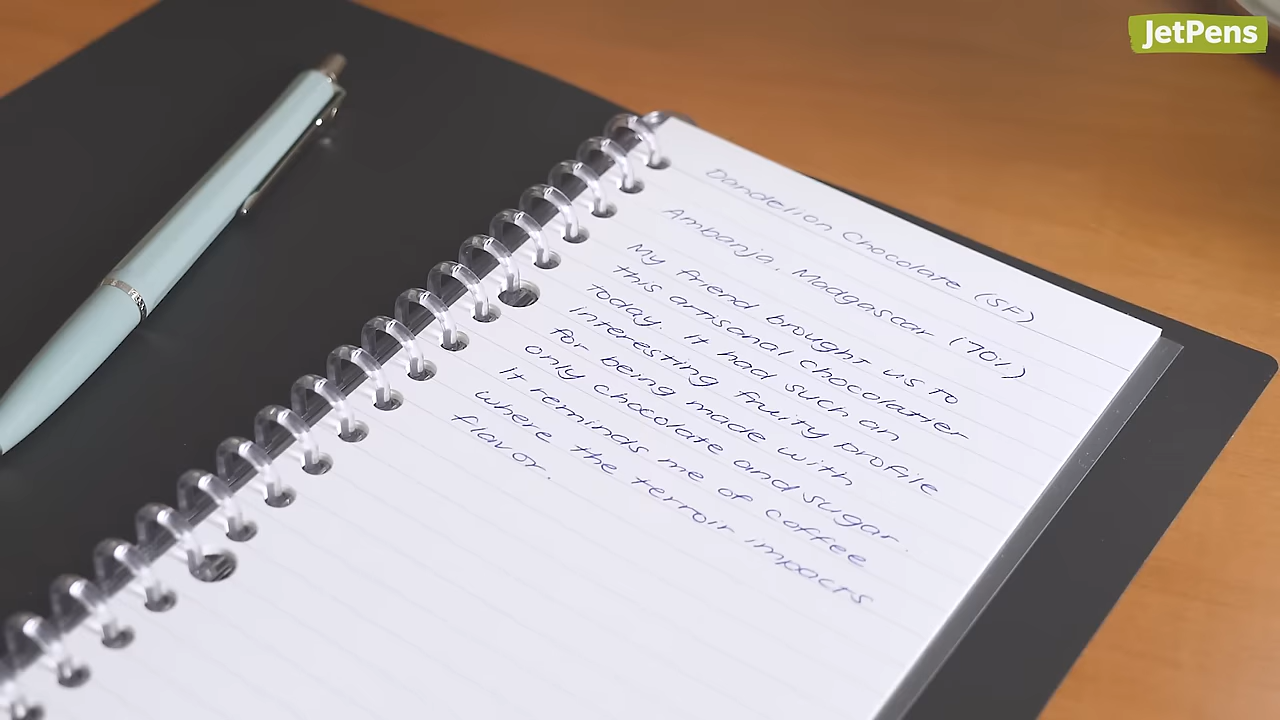 JetPens
Dandelion Chocolate (SF)
Ambanja, Madagascar (70%)
My friend brought us to
this artisanal chocolatier
today. It had such an
interesting fruity profile
for being made with
only chocolate and sugar.
It reminds me of coffee
where the terroir impacts
flavor.